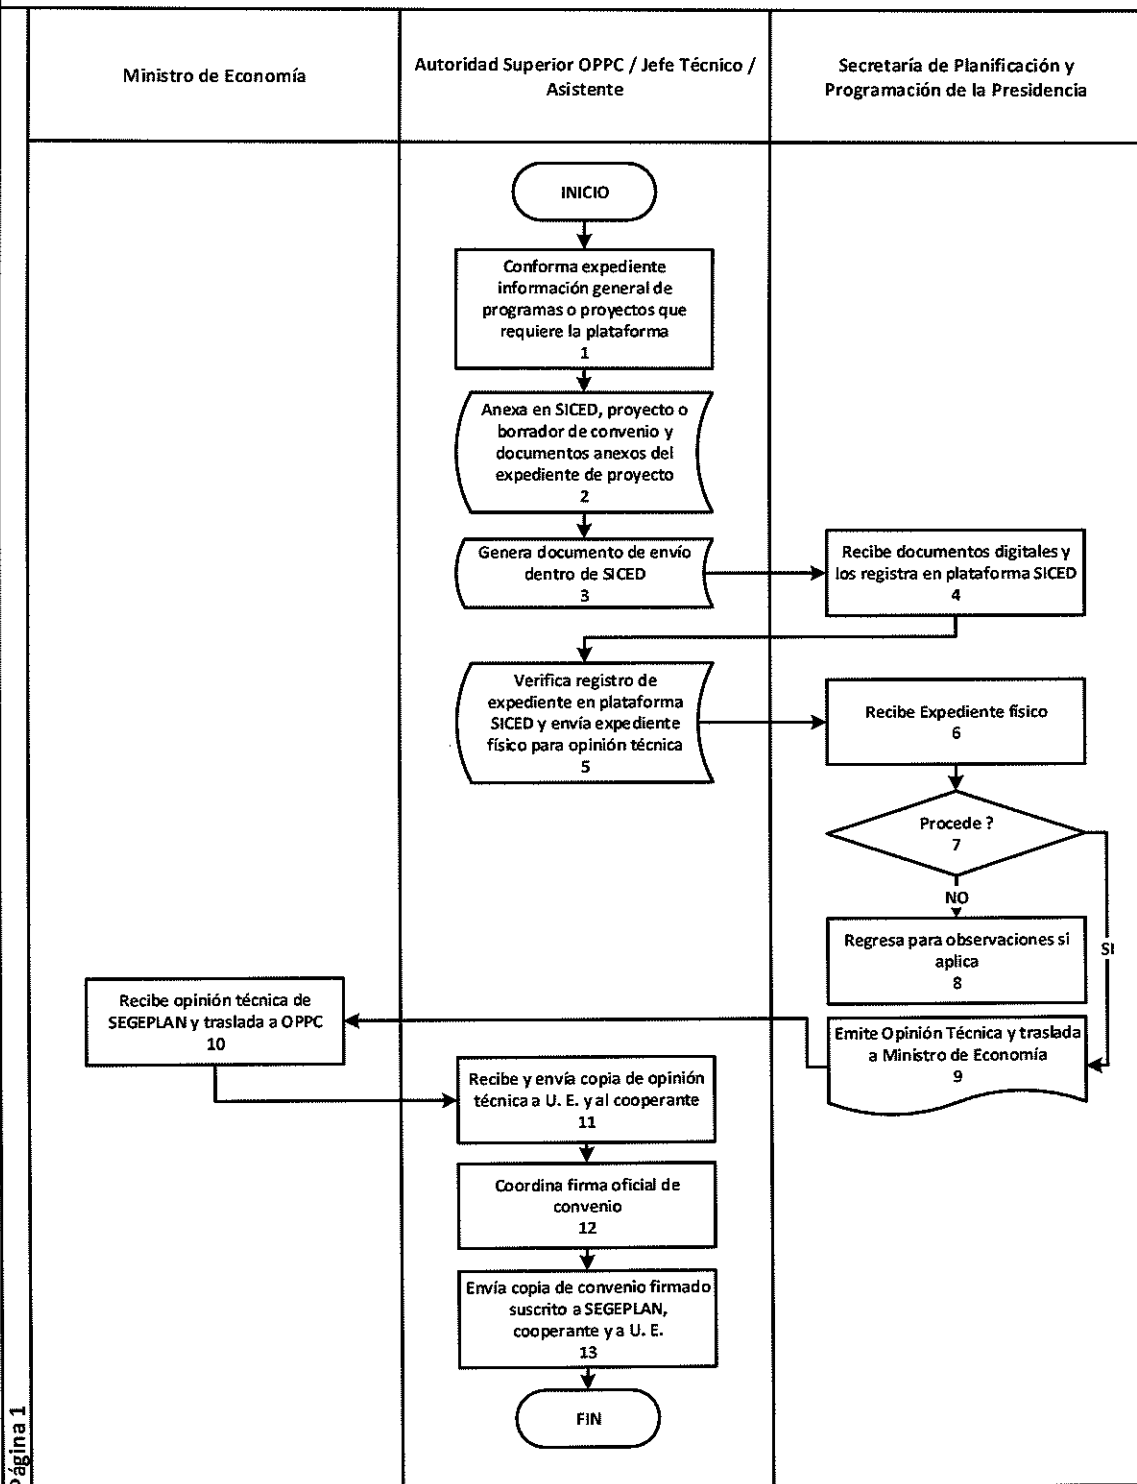 Ministro de Economía
Autoridad Superior OPPC / Jefe Técnico /
Asistente
Secretaría de Planificación y
Programación de la Presidencia
INICIO
Conforma expediente
información general de
programas o proyectos que
requiere la plataforma
1
Anexa en SICED, proyecto o
borrador de convenio y
documentos anexos del
expediente de proyecto
2
Genera documento de envío
dentro de SICED
3
Recibe documentos digitales y
los registra en plataforma SICED
4
Verifica registro de
expediente en plataforma
SICED y envía expediente
físico para opinión técnica
5
Recibe Expediente físico
6
Procede ?
7
NO
SI
Regresa para observaciones si
aplica
8
Emite Opinión Técnica y traslada
a Ministro de Economía
9
Recibe opinión técnica de
SEGEPLAN y traslada a OPPC
10
Recibe y envía copia de opinión
técnica a U. E. y al cooperante
11
Coordina firma oficial de
convenio
12
Envía copia de convenio firmado
suscrito a SEGEPLAN,
cooperante y a U. E.
13
FIN
Página 1